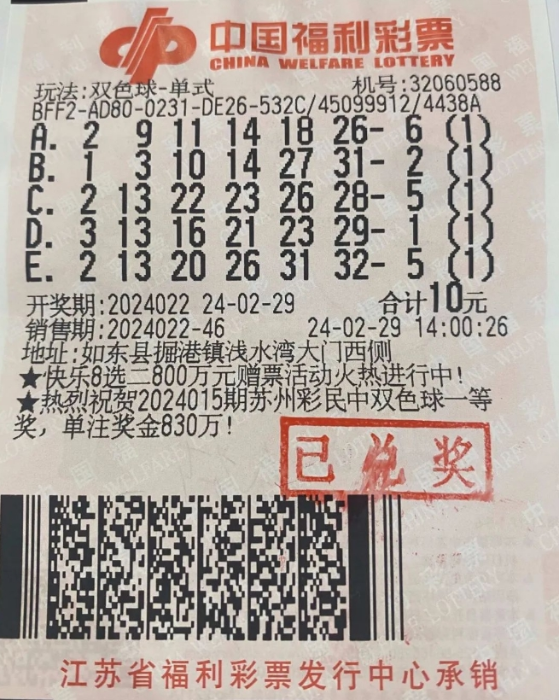 中国福利彩票
CHINA WELFARE LOTTERY
玩法:双色球-单式 机号:32060588
BFF2-AD80-0231-DE26-532C/45099912/4438A
A. 2 9 11 14 18 26- 6 (1)
B. 1 3 10 14 27 31- 2 (1)
C. 2 13 22 23 26 28- 5 (1)
D. 3 13 16 21 23 29- 1 (1)
E. 2 13 20 26 31 32- 5 (1)
开奖期:2024022 24-02-29 合计10元
销售期:2024022-46 24-02-29 14:00:26
地址:如东县掘港镇浅水湾大门西侧
★快乐8选二800万元赠票活动火热进行中!
★热烈祝贺2024015期苏州彩民中双色球一等
奖,单注奖金830万!
已兑奖
江苏省福利彩票发行中心承销